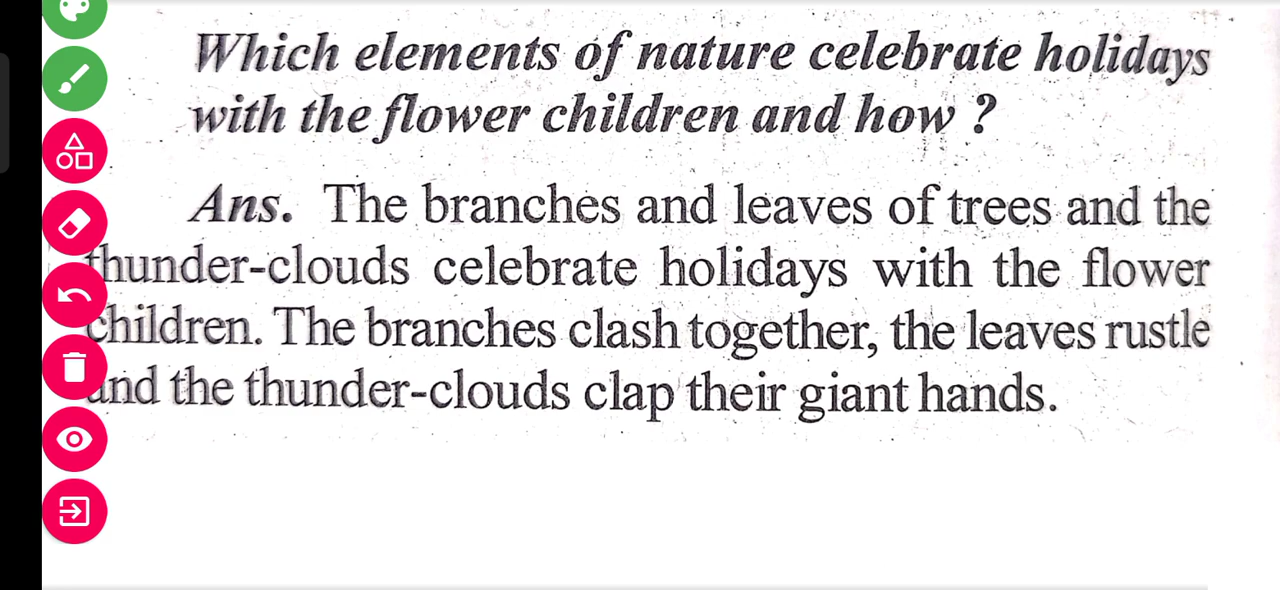 Which elements of nature celebrate holidays
with the flower children and how ?
Ans. The branches and leaves of trees and the
thunder-clouds celebrate holidays with the flower
children. The branches clash together, the leaves rustle
and the thunder-clouds clap their giant hands.